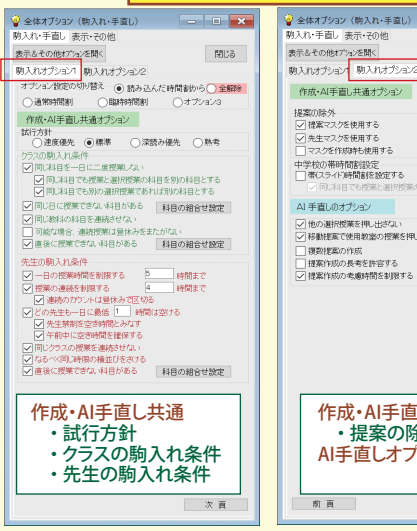 全体オプション（駒入れ・手直し）
駒入れ・手直し 表示・その他
表示&その他オプションを開く 閉じる
駒入れオプション1 駒入れオプション2
オプション設定の切り替え 読み込んだ時間割から 全解除
通常時間割 臨時時間割 オプション3
作成・AI手直し共通オプション
試行方針
速度優先 標準 深読み優先 熟考
クラスの駒入れ条件
同じ科目を一日に二度授業しない
同じ科目でも授業と選択授業の科目を別の科目とする
同じ科目でも別の選択授業であれば別の科目とする
同じ日に授業できない科目がある 科目の組合せ設定
同じ教科の科目を連続させない
可能な場合、連続授業は昼休みをまたがない
直後に授業できない科目がある 科目の組合せ設定
先生の駒入れ条件
一日の授業時間を制限する 5 時間まで
授業の連続を制限する 4 時間まで
連続のカウントは昼休みで区切る
どの先生も一日に最低 1 時間は空ける
先生禁制を空き時間とみなす
午前中に空き時間を確保する
同じクラスの授業を連続させない
なるべく同じ時限の横並びをさける
直後に授業できない科目がある 科目の組合せ設定
作成・AI手直し共通
・試行方針
・クラスの駒入れ条件
・先生の駒入れ条件
次 頁
全体オプション（駒入れ・手直し）
駒入れ・手直し 表示・その他
表示&その他オプションを開く
駒入れオプション1 駒入れオプション2
作成・AI手直し共通オプション
提案の除外
提案マスクを使用する
先生マスクを使用する
マスクを作成時も使用する
中学校の帯時間割設定
帯(スライド)時間割を設定する
同じ科目でも授業と選択授業の
AI 手直しのオプション
他の選択授業を押し出さない
移動提案で使用教室の授業を押し
複数提案の作成
提案作成の長考を許容する
提案作成の考慮時間を制限する
作成・AI手直
・提案の除
AI手直しオプ
前 頁